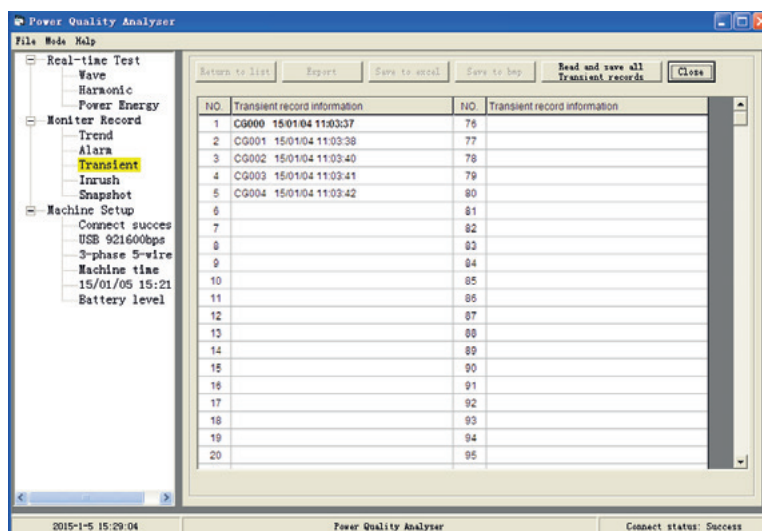 Power Quality Analyser
File Mode Help
Real-time Test
Wave
Harmonic
Power Energy
Moniter Record
Trend
Alarm
Transient
Inrush
Snapshot
Machine Setup
Connect succes
USB 921600bps
3-phase 5-wire
Machine time
15/01/05 15:21
Battery level
Return to list Export Save to excel Save to bmp Read and save all Transient records Close
NO. Transient record information NO. Transient record information
1 CG000 15/01/04 11:03:37 76
2 CG001 15/01/04 11:03:38 77
3 CG002 15/01/04 11:03:40 78
4 CG003 15/01/04 11:03:41 79
5 CG004 15/01/04 11:03:42 80
6 81
7 82
8 83
9 84
10 85
11 86
12 87
13 88
14 89
15 90
16 91
17 92
18 93
19 94
20 95
2015-1-5 15:29:04 Power Quality Analyzer Connect status: Success